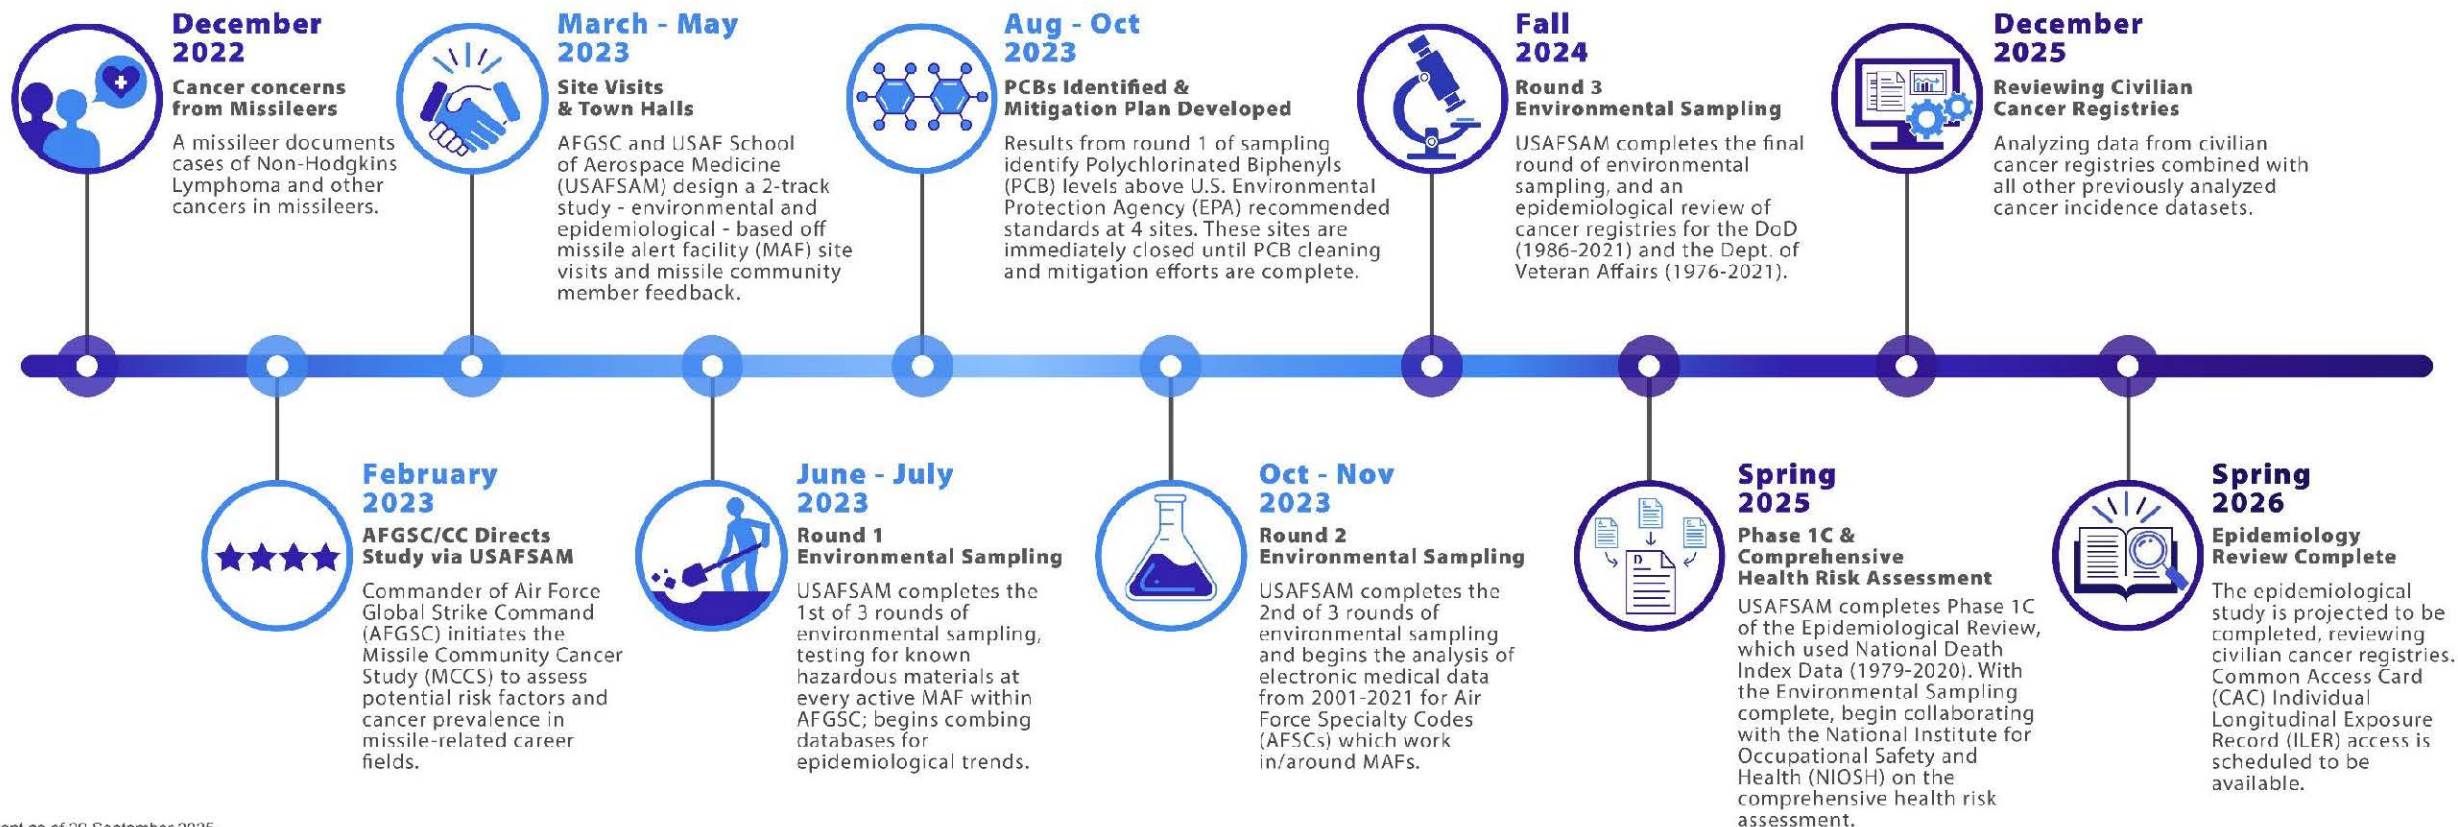 December
2022
Cancer concerns
from Missileers
A missileer documents
cases of Non-Hodgkins
Lymphoma and other
cancers in missileers.
February
2023
AFGSC/CC Directs
Study via USAFSAM
Commander of Air Force
Global Strike Command
(AFGSC) initiates the
Missile Community Cancer
Study (MCCS) to assess
potential risk factors and
cancer prevalence in
missile-related career
fields.
March - May
2023
Site Visits
& Town Halls
AFGSC and USAF School
of Aerospace Medicine
(USAFSAM) design a 2-track
study - environmental and
epidemiological - based off
missile alert facility (MAF) site
visits and missile community
member feedback.
June - July
2023
Round 1
Environmental Sampling
USAFSAM completes the
1st of 3 rounds of
environmental sampling,
testing for known
hazardous materials at
every active MAF within
AFGSC; begins combing
databases for
epidemiological trends.
Aug - Oct
2023
PCBs Identified &
Mitigation Plan Developed
Results from round 1 of sampling
identify Polychlorinated Biphenyls
(PCB) levels above U.S. Environmental
Protection Agency (EPA) recommended
standards at 4 sites. These sites are
immediately closed until PCB cleaning
and mitigation efforts are complete.
Oct - Nov
2023
Round 2
Environmental Sampling
USAFSAM completes the
2nd of 3 rounds of
environmental sampling
and begins the analysis of
electronic medical data
from 2001-2021 for Air
Force Specialty Codes
(AFSCs) which work
in/around MAFs.
Fall
2024
Round 3
Environmental Sampling
USAFSAM completes the final
round of environmental
sampling, and an
epidemiological review of
cancer registries for the DoD
(1986-2021) and the Dept. of
Veteran Affairs (1976-2021).
Spring
2025
Phase 1C &
Comprehensive
Health Risk Assessment
USAFSAM completes Phase 1C
of the Epidemiological Review,
which used National Death
Index Data (1979-2020). With
the Environmental Sampling
complete, begin collaborating
with the National Institute for
Occupational Safety and
Health (NIOSH) on the
comprehensive health risk
assessment.
December
2025
Reviewing Civilian
Cancer Registries
Analyzing data from civilian
cancer registries combined with
all other previously analyzed
cancer incidence datasets.
Spring
2026
Epidemiology
Review Complete
The epidemiological
study is projected to be
completed, reviewing
civilian cancer registries.
Common Access Card
(CAC) Individual
Longitudinal Exposure
Record (ILER) access is
scheduled to be
available.